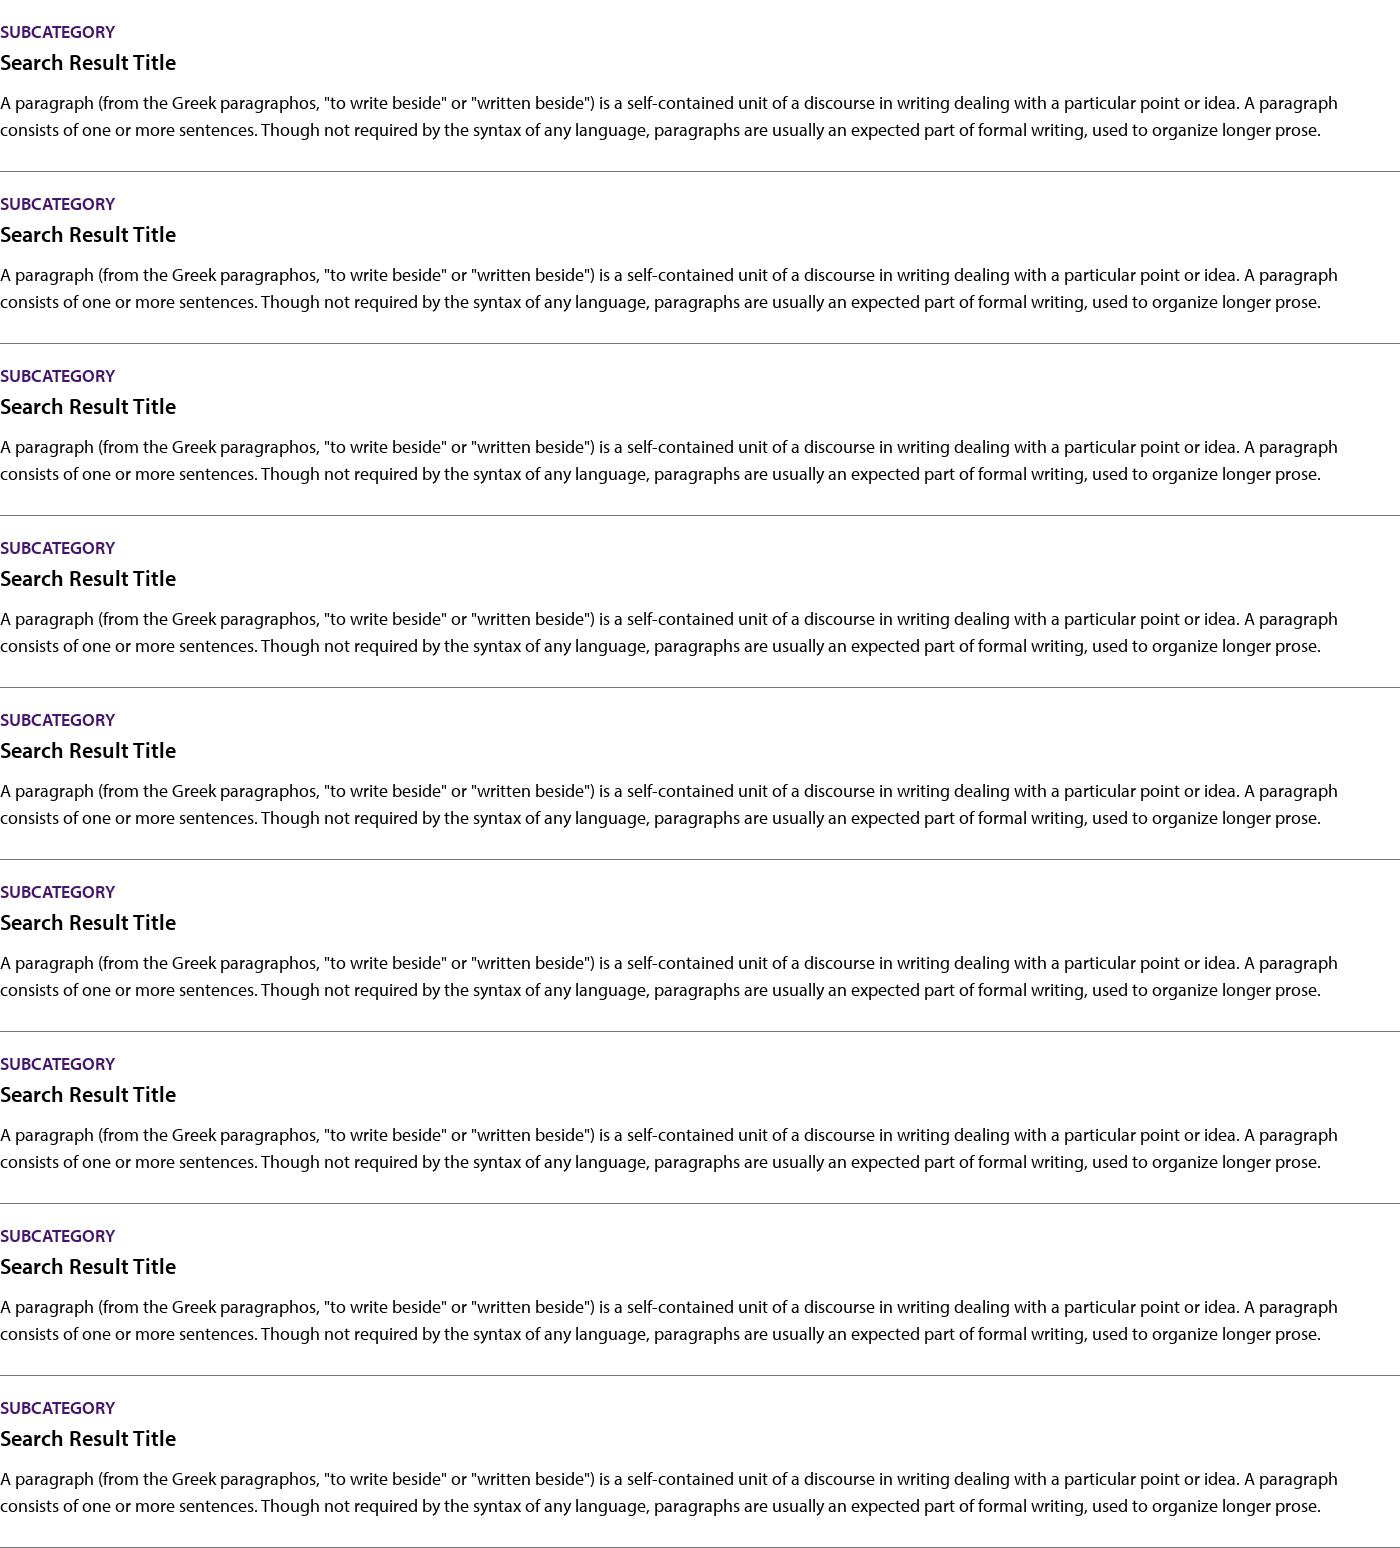 SUBCATEGORY
Search Result Title
A paragraph (from the Greek paragraphos, "to write beside" or "written beside") is a self-contained unit of a discourse in writing dealing with a particular point or idea. A paragraph
consists of one or more sentences. Though not required by the syntax of any language, paragraphs are usually an expected part of formal writing, used to organize longer prose.
SUBCATEGORY
Search Result Title
A paragraph (from the Greek paragraphos, "to write beside" or "written beside") is a self-contained unit of a discourse in writing dealing with a particular point or idea. A paragraph
consists of one or more sentences. Though not required by the syntax of any language, paragraphs are usually an expected part of formal writing, used to organize longer prose.
SUBCATEGORY
Search Result Title
A paragraph (from the Greek paragraphos, "to write beside" or "written beside") is a self-contained unit of a discourse in writing dealing with a particular point or idea. A paragraph
consists of one or more sentences. Though not required by the syntax of any language, paragraphs are usually an expected part of formal writing, used to organize longer prose.
SUBCATEGORY
Search Result Title
A paragraph (from the Greek paragraphos, "to write beside" or "written beside") is a self-contained unit of a discourse in writing dealing with a particular point or idea. A paragraph
consists of one or more sentences. Though not required by the syntax of any language, paragraphs are usually an expected part of formal writing, used to organize longer prose.
SUBCATEGORY
Search Result Title
A paragraph (from the Greek paragraphos, "to write beside" or "written beside") is a self-contained unit of a discourse in writing dealing with a particular point or idea. A paragraph
consists of one or more sentences. Though not required by the syntax of any language, paragraphs are usually an expected part of formal writing, used to organize longer prose.
SUBCATEGORY
Search Result Title
A paragraph (from the Greek paragraphos, "to write beside" or "written beside") is a self-contained unit of a discourse in writing dealing with a particular point or idea. A paragraph
consists of one or more sentences. Though not required by the syntax of any language, paragraphs are usually an expected part of formal writing, used to organize longer prose.
SUBCATEGORY
Search Result Title
A paragraph (from the Greek paragraphos, "to write beside" or "written beside") is a self-contained unit of a discourse in writing dealing with a particular point or idea. A paragraph
consists of one or more sentences. Though not required by the syntax of any language, paragraphs are usually an expected part of formal writing, used to organize longer prose.
SUBCATEGORY
Search Result Title
A paragraph (from the Greek paragraphos, "to write beside" or "written beside") is a self-contained unit of a discourse in writing dealing with a particular point or idea. A paragraph
consists of one or more sentences. Though not required by the syntax of any language, paragraphs are usually an expected part of formal writing, used to organize longer prose.
SUBCATEGORY
Search Result Title
A paragraph (from the Greek paragraphos, "to write beside" or "written beside") is a self-contained unit of a discourse in writing dealing with a particular point or idea. A paragraph
consists of one or more sentences. Though not required by the syntax of any language, paragraphs are usually an expected part of formal writing, used to organize longer prose.